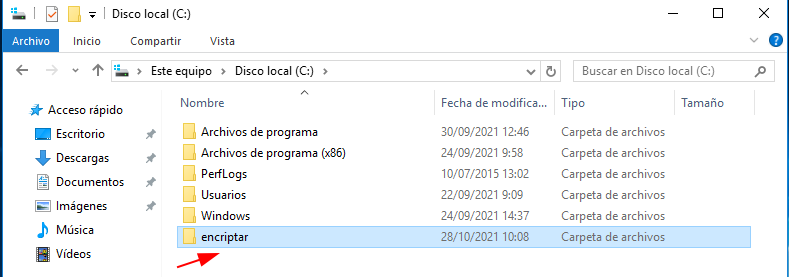 Disco local (C:)
Archivo Inicio Compartir Vista
Este equipo Disco local (C:) Buscar en Disco local (C:)
Nombre Fecha de modifica... Tipo Tamaño
Acceso rápido
Escritorio
Descargas
Documentos
Imágenes
Música
Vídeos
Archivos de programa 30/09/2021 12:46 Carpeta de archivos
Archivos de programa (x86) 24/09/2021 9:58 Carpeta de archivos
PerfLogs 10/07/2015 13:02 Carpeta de archivos
Usuarios 22/09/2021 9:09 Carpeta de archivos
Windows 24/09/2021 14:37 Carpeta de archivos
encriptar 28/10/2021 10:08 Carpeta de archivos